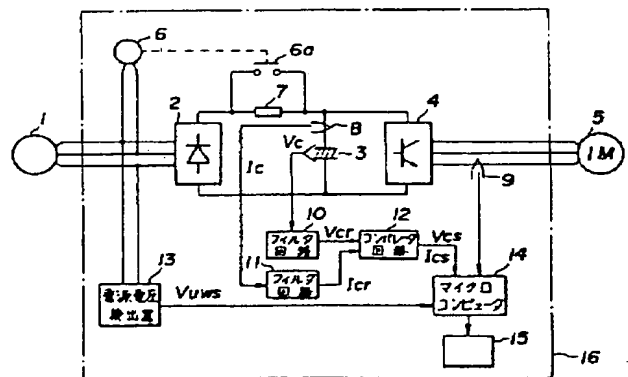 6
6a
2
7
4
1
8
5
Vc
3
IM
Ic
9
10
12
フィルタ
回路
Vcr
コンパレータ
回路
Vcs
Ics
11
フィルタ
回路
Icr
14
13
電源電圧
検出器
Vuws
マイクロ
コンピュータ
15
16